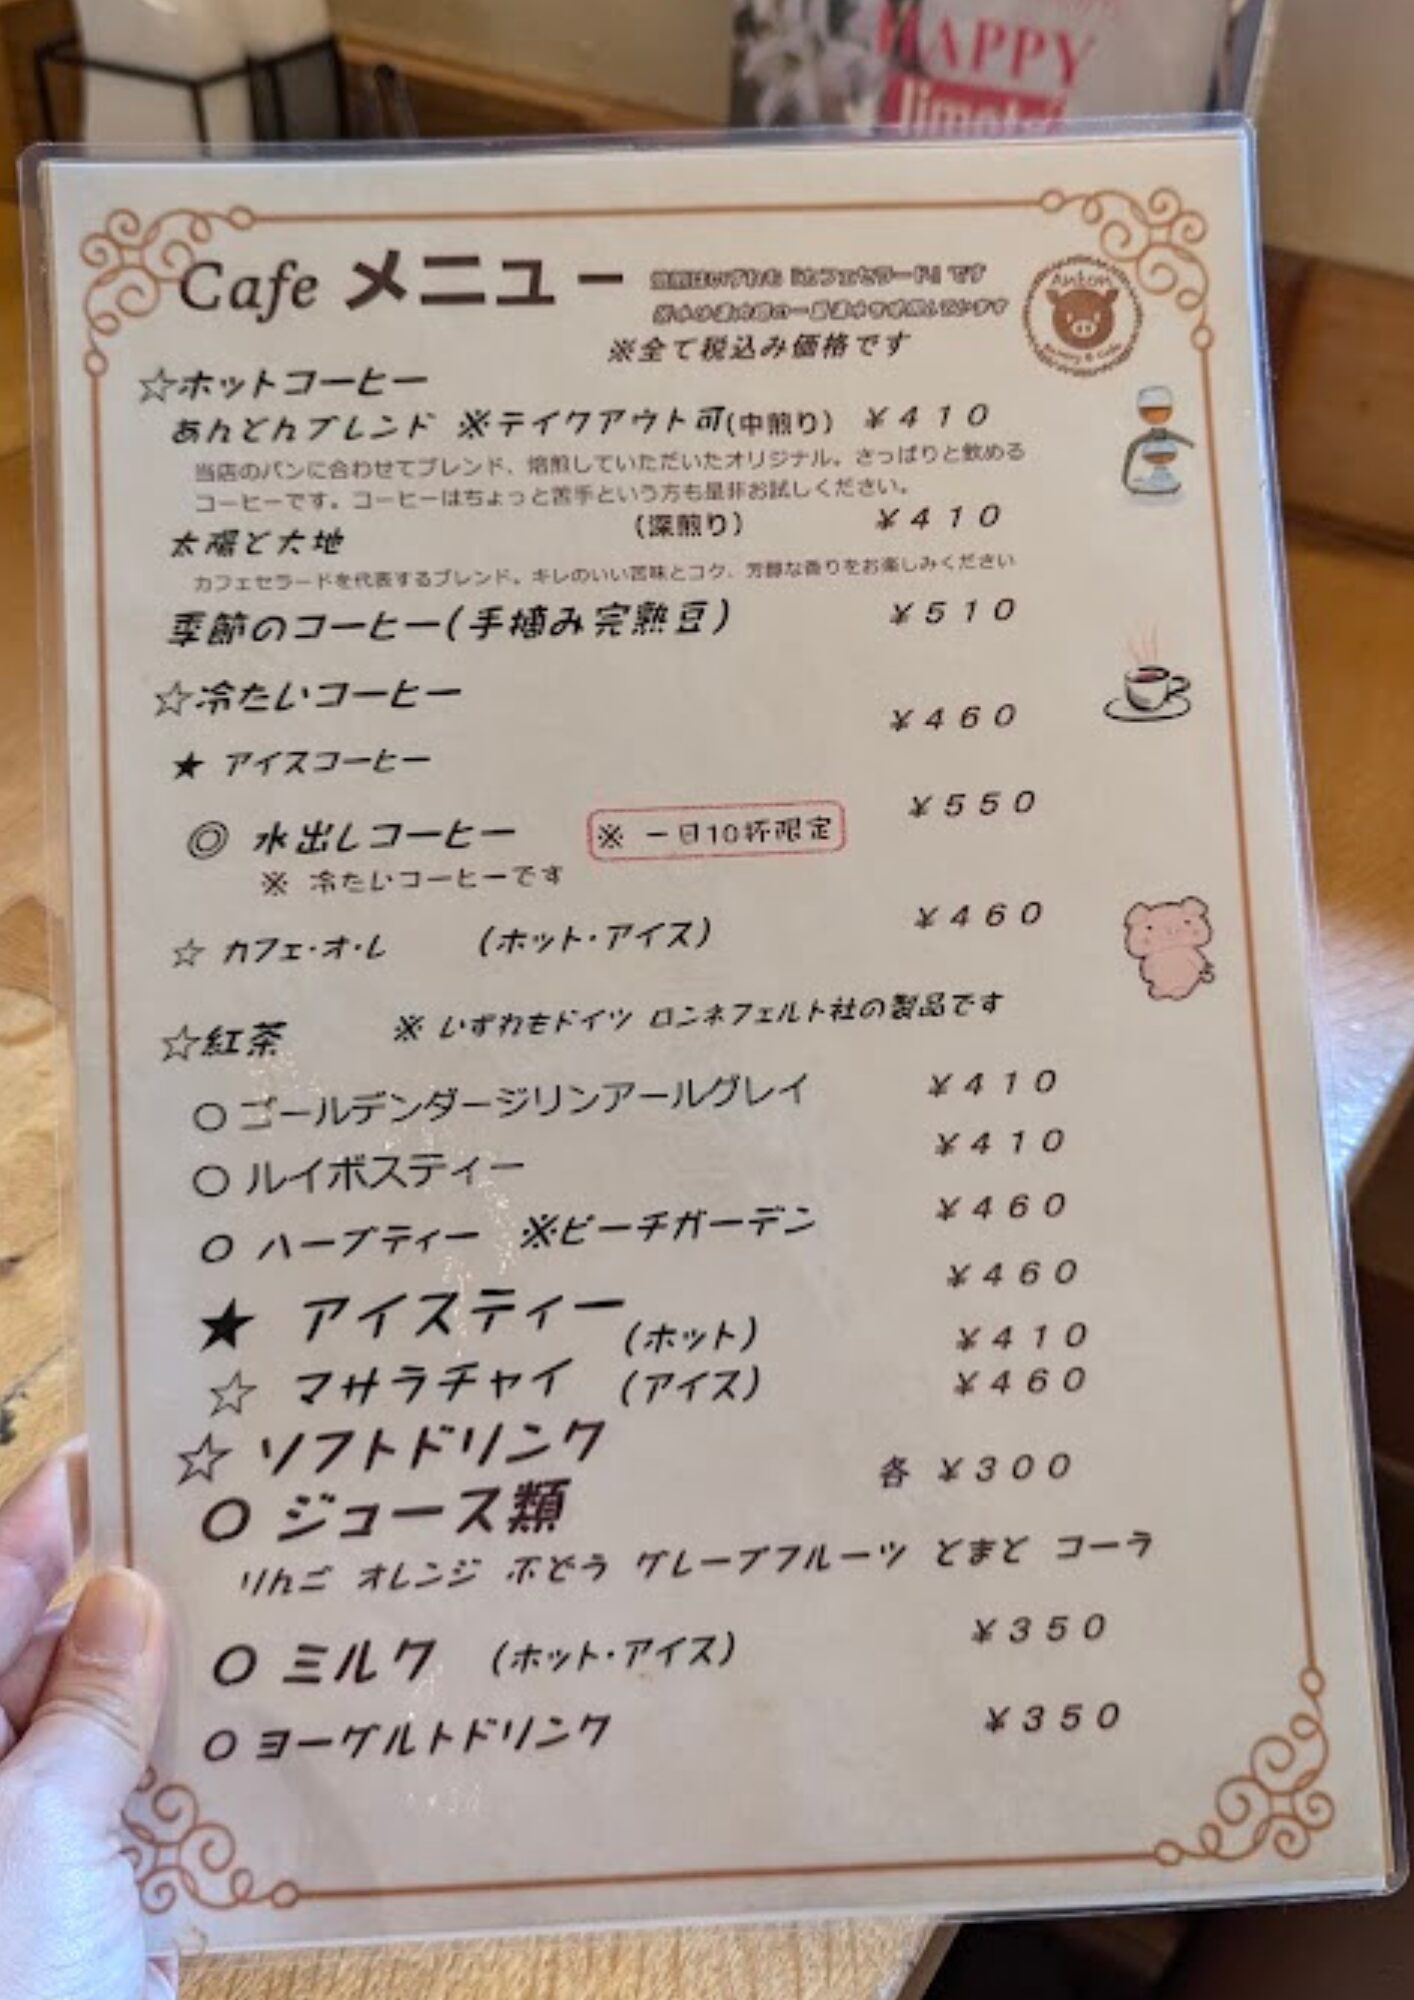 HAPPY
Cafe メニュー
焙煎はいずれも『カフェセラード』です
※全て税込み価格です
☆ホットコーヒー
あんとんブレンド ※テイクアウト可(中煎り) ¥410
当店のパンに合わせてブレンド、焙煎していただいたオリジナル。さっぱりと飲める
コーヒーです。コーヒーはちょっと苦手という方も是非お試しください。
太陽と大地 (深煎り) ¥410
カフェセラードを代表するブレンド。キレのいい苦味とコク、芳醇な香りをお楽しみください
季節のコーヒー(手摘み完熟豆) ¥510
☆冷たいコーヒー
★ アイスコーヒー ¥460
◎ 水出しコーヒー ※ 一日10杯限定 ¥550
※ 冷たいコーヒーです
☆ カフェ・オ・レ (ホット・アイス) ¥460
☆紅茶 ※ いずれもドイツ ロンネフェルト社の製品です
○ゴールデンダージリンアールグレイ ¥410
○ ルイボスティー ¥410
○ ハーブティー ※ピーチガーデン ¥460
★ アイスティー ¥460
(ホット) ¥410
☆ マサラチャイ (アイス) ¥460
☆ ソフトドリンク
○ ジュース類 各 ¥300
りんご オレンジ ぶどう グレープフルーツ とまと コーラ
○ ミルク (ホット・アイス) ¥350
○ ヨーグルトドリンク ¥350